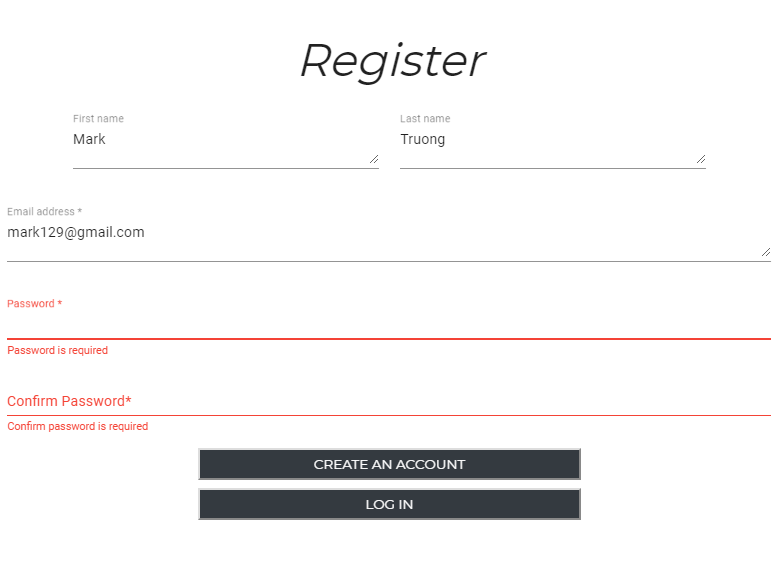 Register
First name
Last name
Mark
Truong
Email address *
mark129@gmail.com
Password *
Password is required
Confirm Password*
Confirm password is required
CREATE AN ACCOUNT
LOG IN